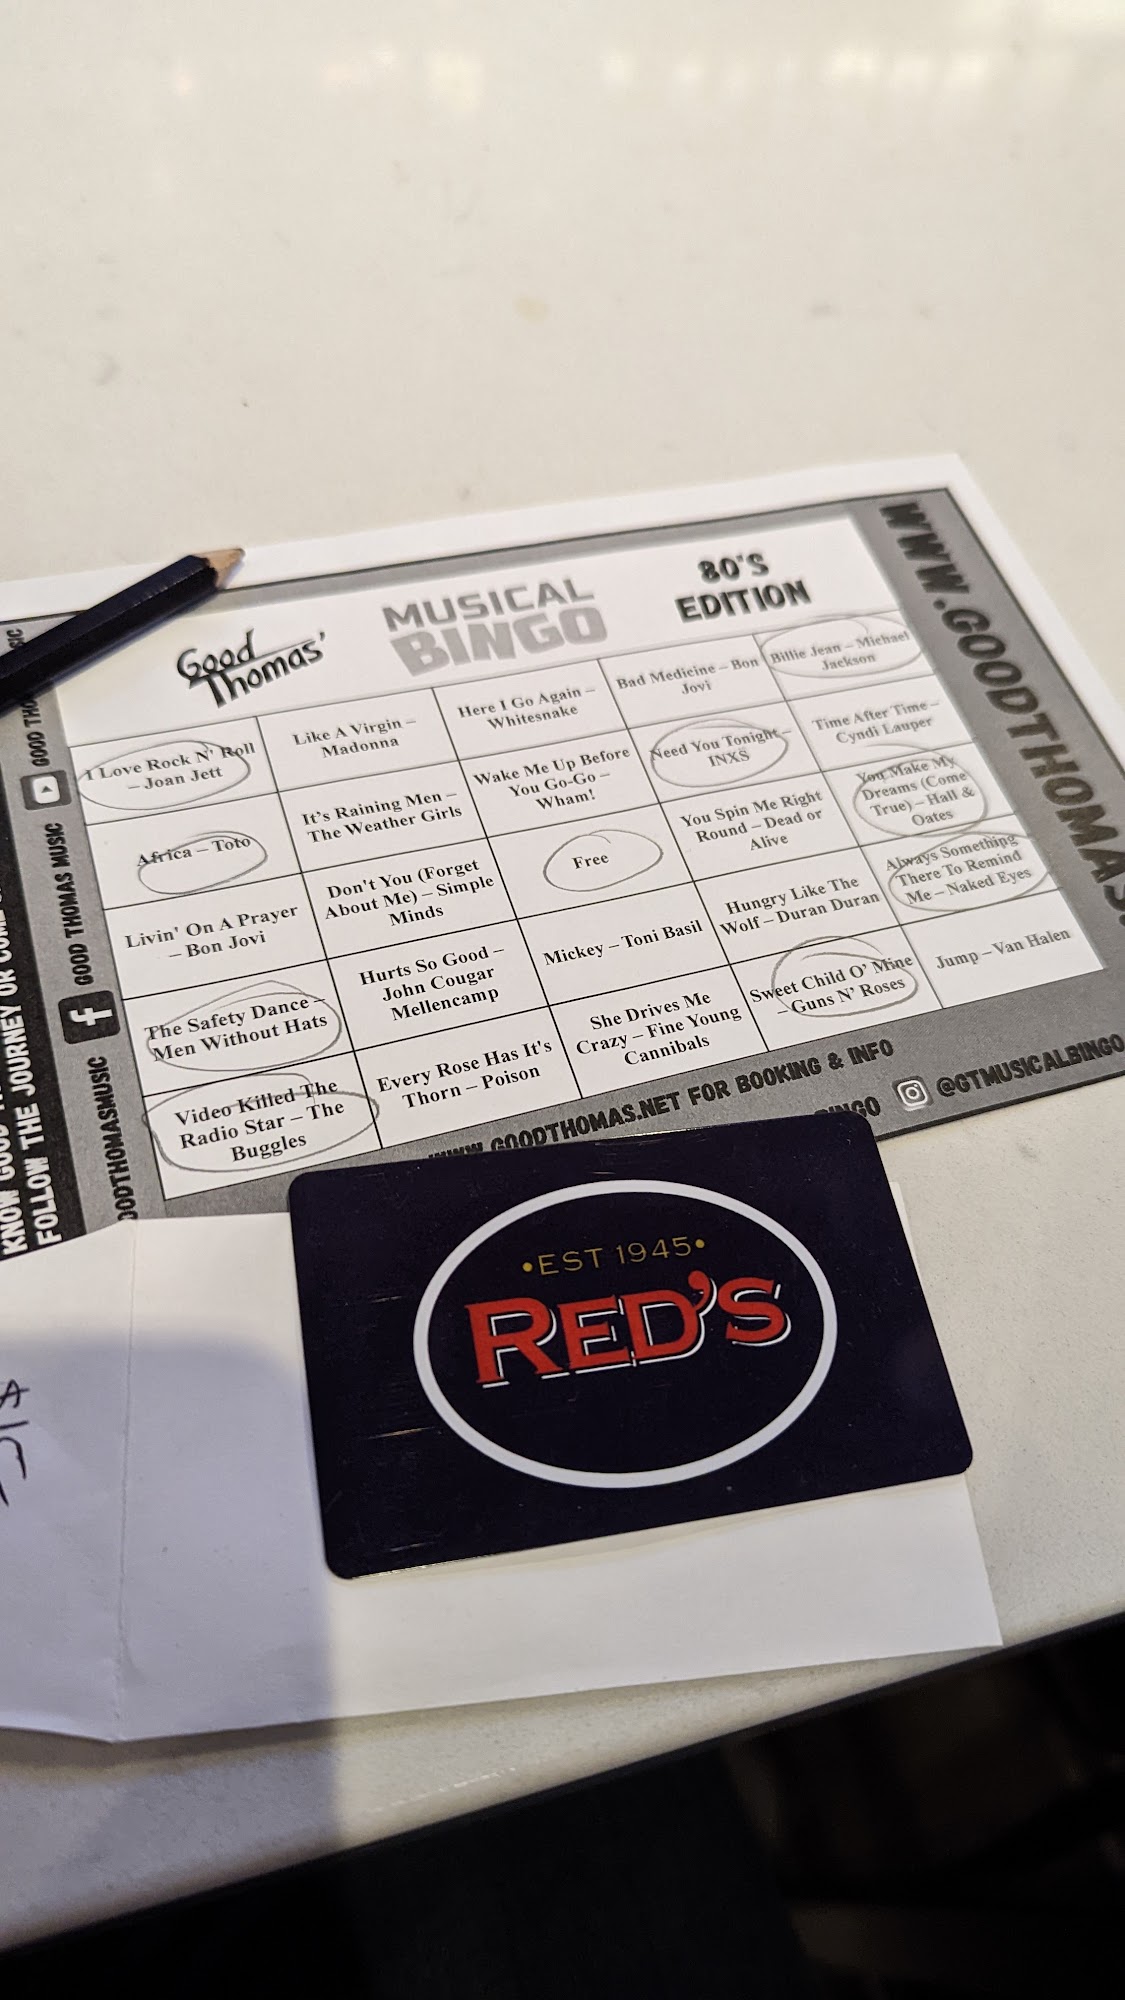 Good
Thomas'
MUSICAL
BINGO
80'S
EDITION
I Love Rock N' Roll
– Joan Jett
Like A Virgin –
Madonna
Here I Go Again –
Whitesnake
Bad Medicine – Bon
Jovi
Billie Jean – Michael
Jackson
Africa – Toto
It's Raining Men –
The Weather Girls
Wake Me Up Before
You Go-Go –
Wham!
Need You Tonight –
INXS
Time After Time –
Cyndi Lauper
Livin' On A Prayer
– Bon Jovi
Don't You (Forget
About Me) – Simple
Minds
Free
You Spin Me Right
Round – Dead or
Alive
You Make My
Dreams (Come
True) – Hall &
Oates
The Safety Dance –
Men Without Hats
Hurts So Good –
John Cougar
Mellencamp
Mickey – Toni Basil
Hungry Like The
Wolf – Duran Duran
Always Something
There To Remind
Me – Naked Eyes
Video Killed The
Radio Star – The
Buggles
Every Rose Has It's
Thorn – Poison
She Drives Me
Crazy – Fine Young
Cannibals
Sweet Child O' Mine
– Guns N' Roses
Jump – Van Halen
WWW.GOODTHOMAS.
GOOD THO
GOOD THOMAS MUSIC
OODTHOMASMUSIC
FOLLOW THE JOURNEY OR COME
WWW.GOODTHOMAS.NET FOR BOOKING & INFO
BINGO
@GTMUSICALBINGO
•EST 1945•
RED'S